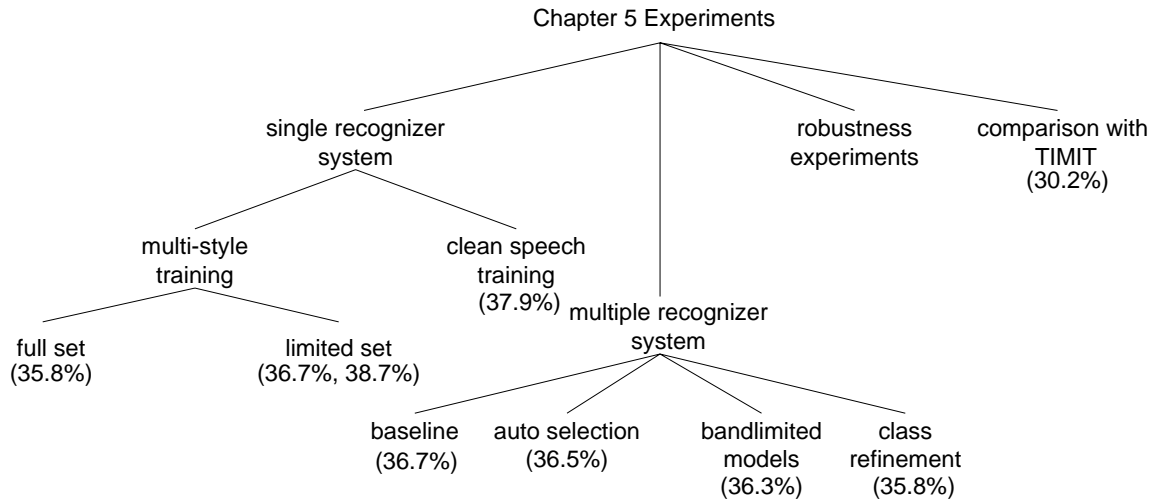 Chapter 5 Experiments
single recognizer
system
robustness
experiments
comparison with
TIMIT
(30.2%)
multi-style
training
clean speech
training
(37.9%)
full set
(35.8%)
limited set
(36.7%, 38.7%)
multiple recognizer
system
baseline
(36.7%)
auto selection
(36.5%)
bandlimited
models
(36.3%)
class
refinement
(35.8%)